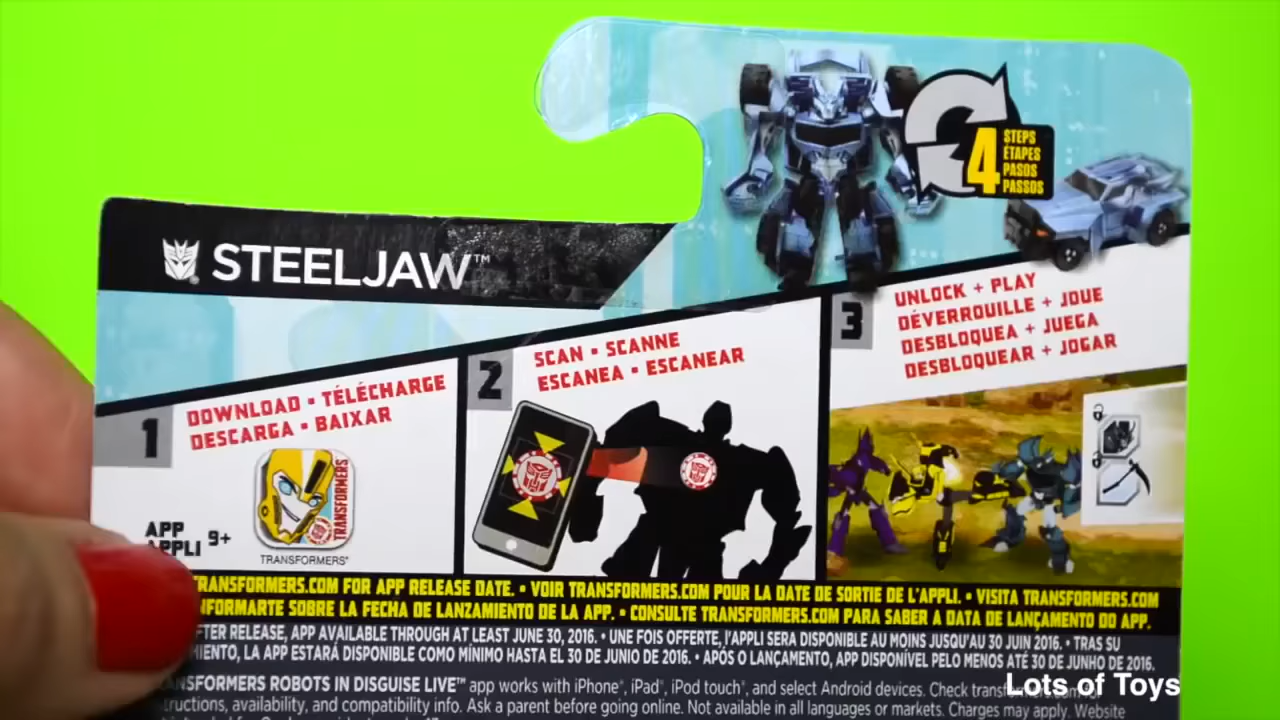 4 STEPS
ÉTAPES
PASOS
PASSOS
STEELJAW™
1
DOWNLOAD • TÉLÉCHARGE
DESCARGA • BAIXAR
APP
APPLI 9+
TRANSFORMERS
TRANSFORMERS
2
SCAN • SCANNE
ESCANEA • ESCANEAR
3
UNLOCK + PLAY
DÉVERROUILLE + JOUE
DESBLOQUEA + JUEGA
DESBLOQUEAR + JOGAR
TRANSFORMERS.COM FOR APP RELEASE DATE. • VOIR TRANSFORMERS.COM POUR LA DATE DE SORTIE DE L'APPLI. • VISITA TRANSFORMERS.COM
SOBRE LA FECHA DE LANZAMIENTO DE LA APP. • CONSULTE TRANSFORMERS.COM PARA SABER A DATA DE LANÇAMENTO DO APP.
RELEASE, APP AVAILABLE THROUGH AT LEAST JUNE 30, 2016. • UNE FOIS OFFERTE, l'APPLI SERA DISPONIBLE AU MOINS JUSQU'AU 30 JUIN 2016. • TRAS SU
LA APP ESTARÁ DISPONIBLE COMO MÍNIMO HASTA EL 30 DE JUNIO DE 2016. • APÓS O LANÇAMENTO, APP DISPONÍVEL PELO MENOS ATÉ 30 DE JUNHO DE 2016.
TRANSFORMERS ROBOTS IN DISGUISE LIVE™ app works with iPhone®, iPad®, iPod touch®, and select Android devices. Check
availability, and compatibility info. Ask a parent before going online. Not available in all languages or markets. Charges may apply. Website
Lots of Toys